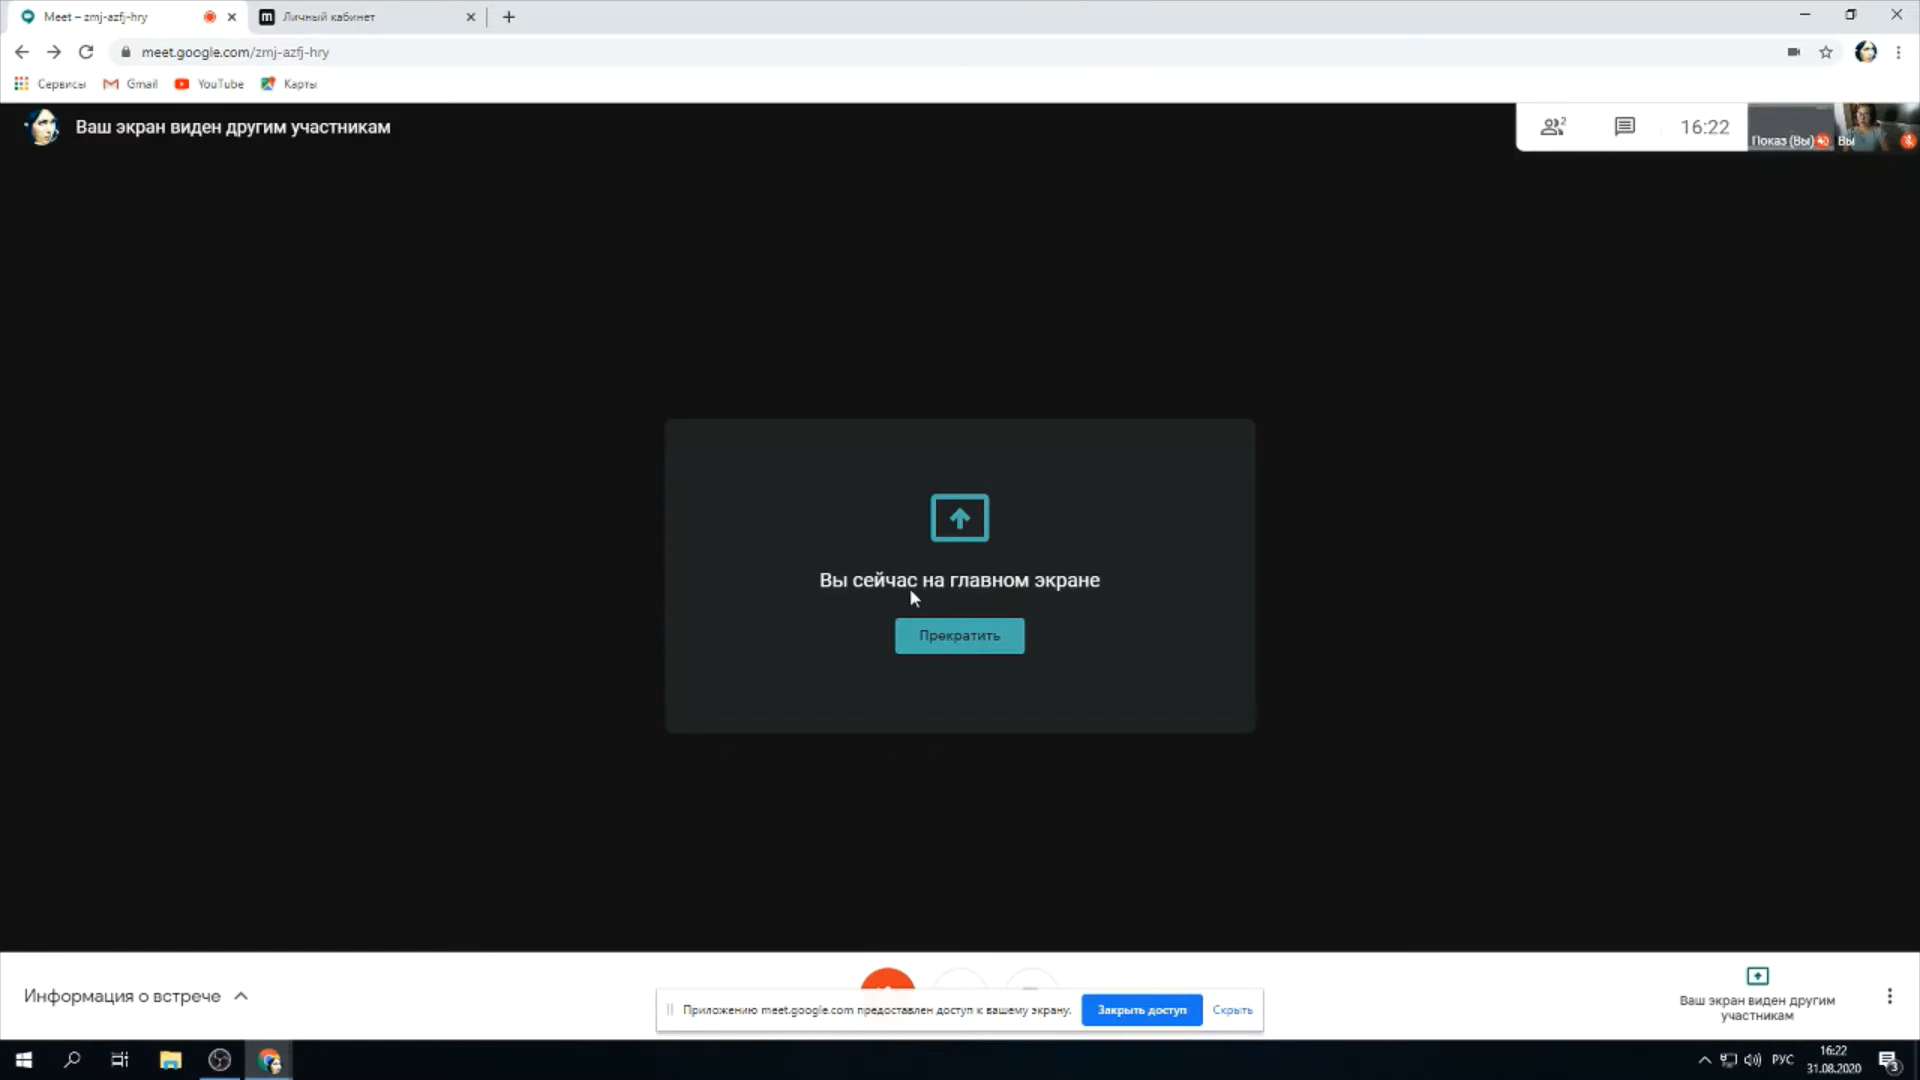 Meet – zmj-azfj-hry
Личный кабинет
meet.google.com/zmj-azfj-hry
Сервисы
Gmail
YouTube
Карты
Ваш экран виден другим участникам
2
16:22
Показ (Вы)
Вы
Вы сейчас на главном экране
Прекратить
Информация о встрече
Приложению meet.google.com предоставлен доступ к вашему экрану.
Закрыть доступ
Скрыть
Ваш экран виден другим
участникам
РУС
16:22
31.08.2020
3